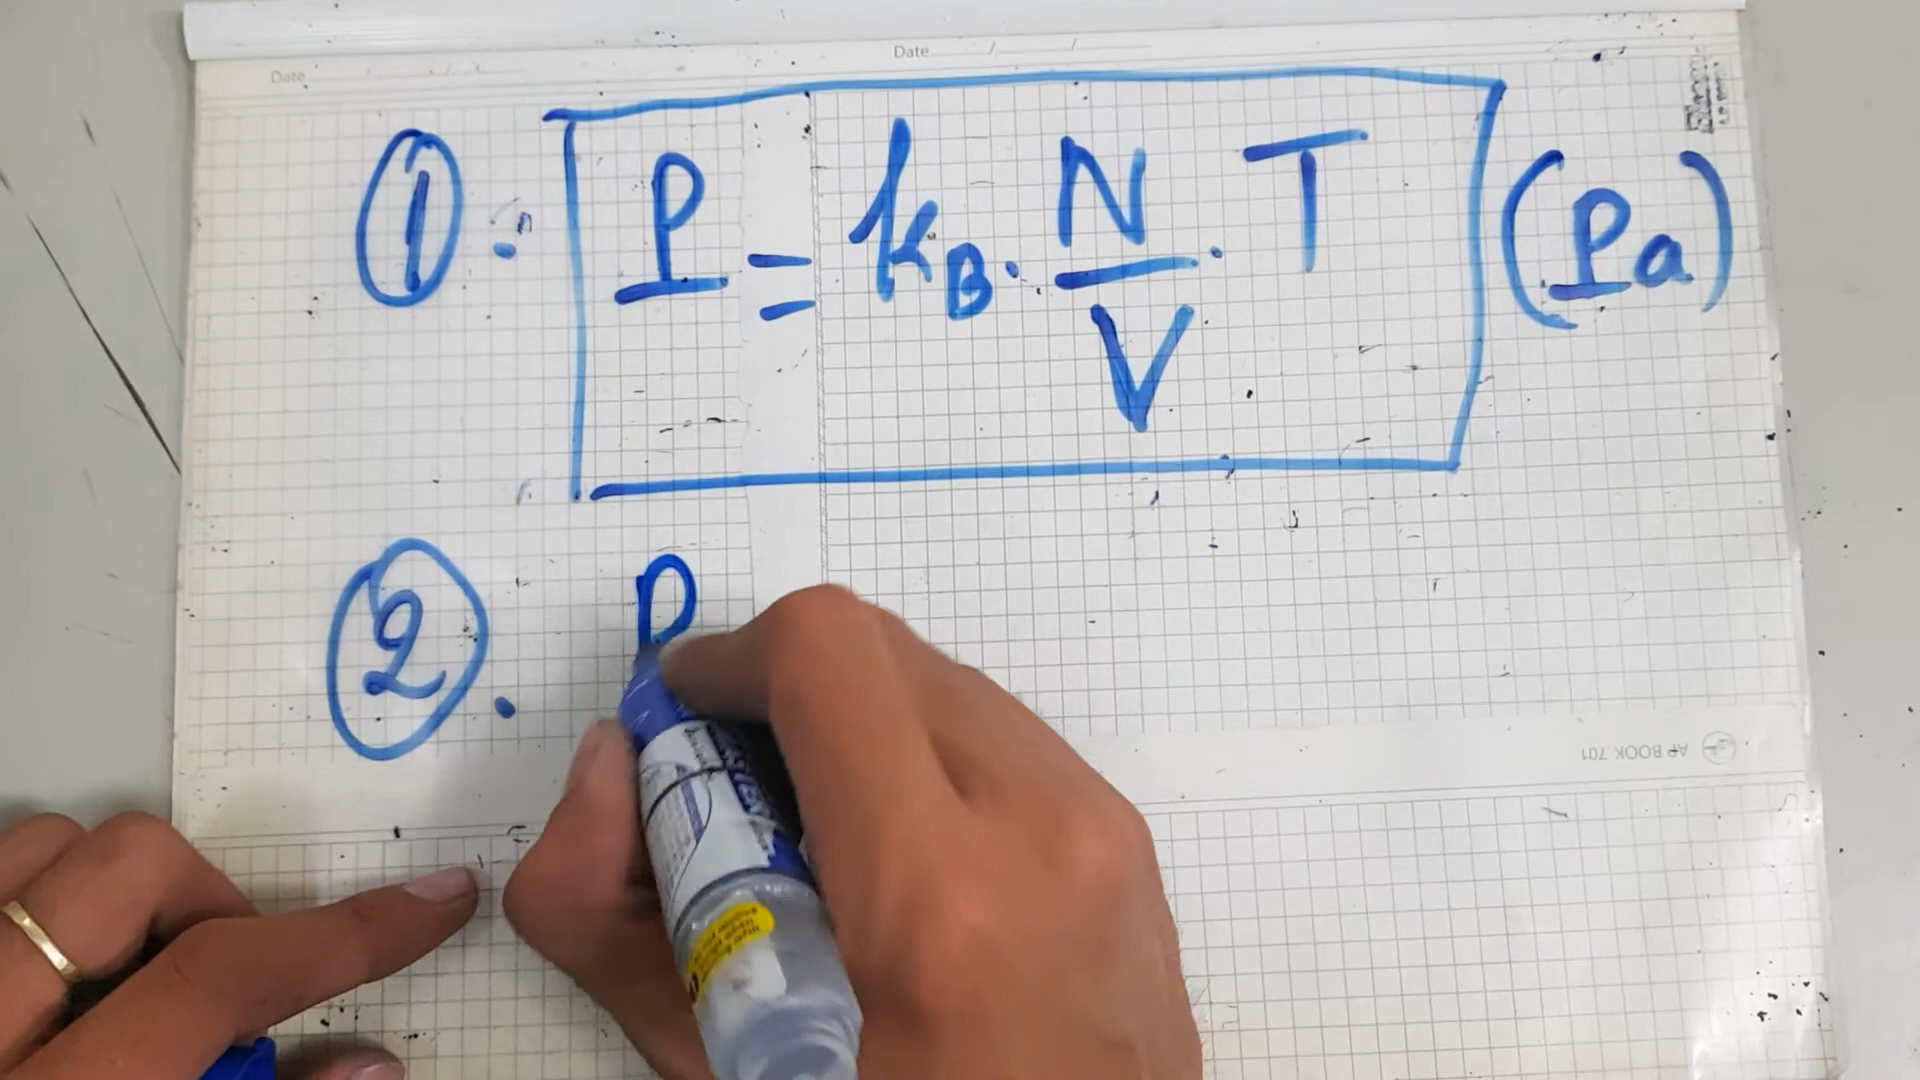 Date / /
Date / /
①: P = k_B · N/V · T (Pa)
②. P
AP BOOK 701